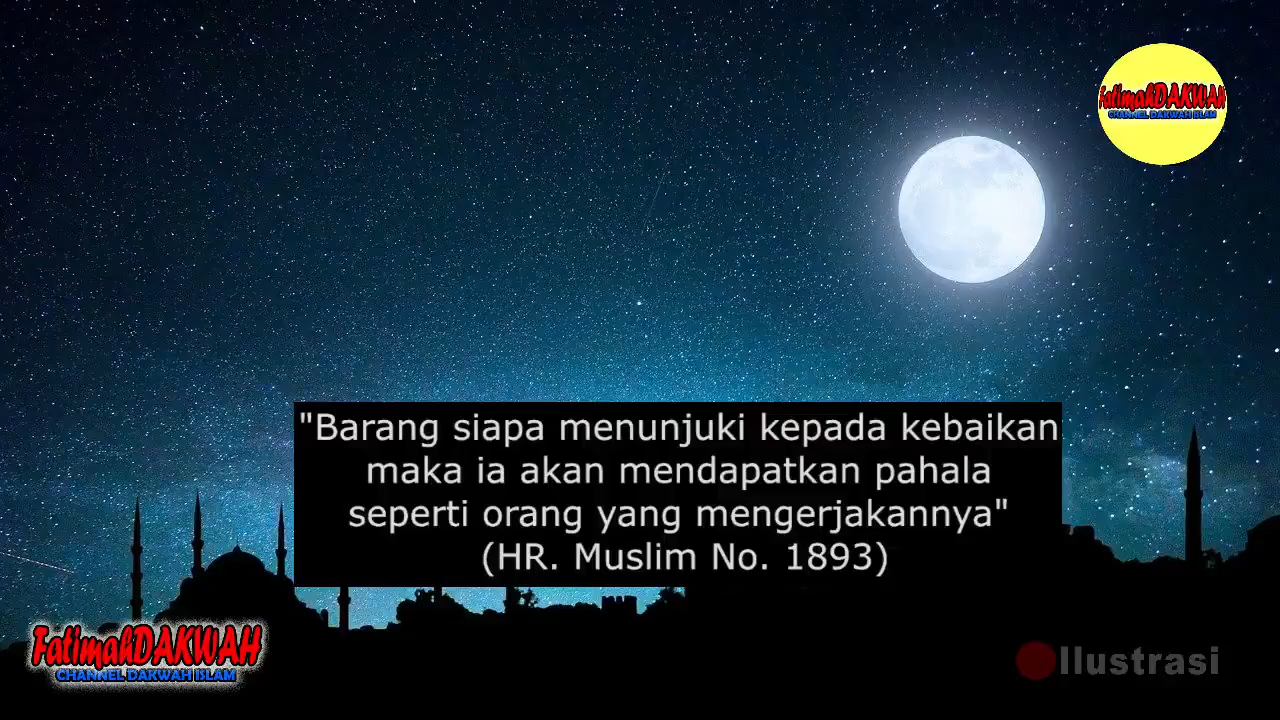 FatimahDAKWAH
CHANNEL DAKWAH ISLAM
"Barang siapa menunjuki kepada kebaikan
maka ia akan mendapatkan pahala
seperti orang yang mengerjakannya"
(HR. Muslim No. 1893)
FatimahDAKWAH
CHANNEL DAKWAH ISLAM
Ilustrasi